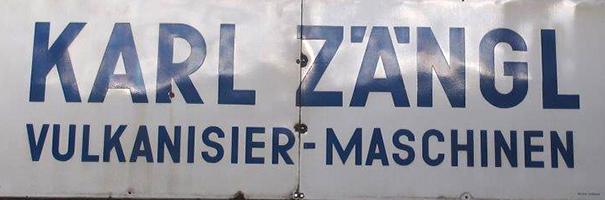 KARL ZÄNGL
VULKANISIER-MASCHINEN